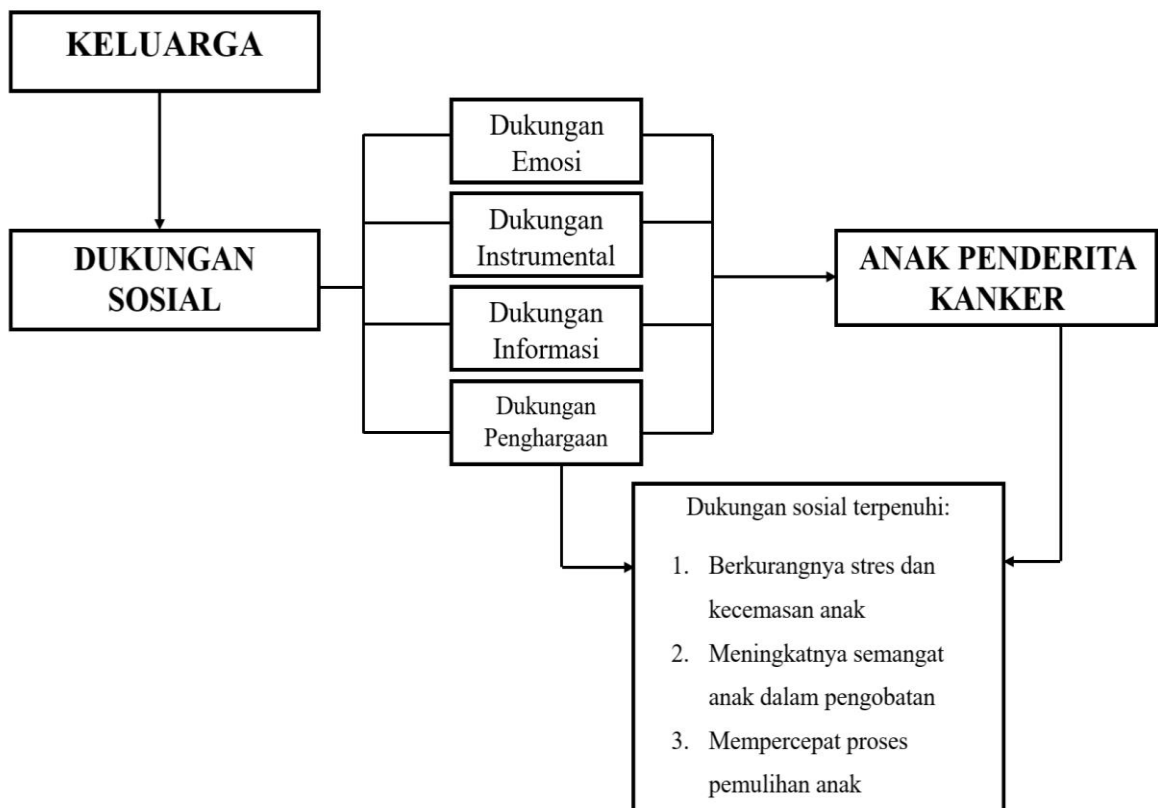 KELUARGA
DUKUNGAN
SOSIAL
Dukungan
Emosi
Dukungan
Instrumental
Dukungan
Informasi
Dukungan
Penghargaan
ANAK PENDERITA
KANKER
Dukungan sosial terpenuhi:
1. Berkurangnya stres dan
kecemasan anak
2. Meningkatnya semangat
anak dalam pengobatan
3. Mempercepat proses
pemulihan anak